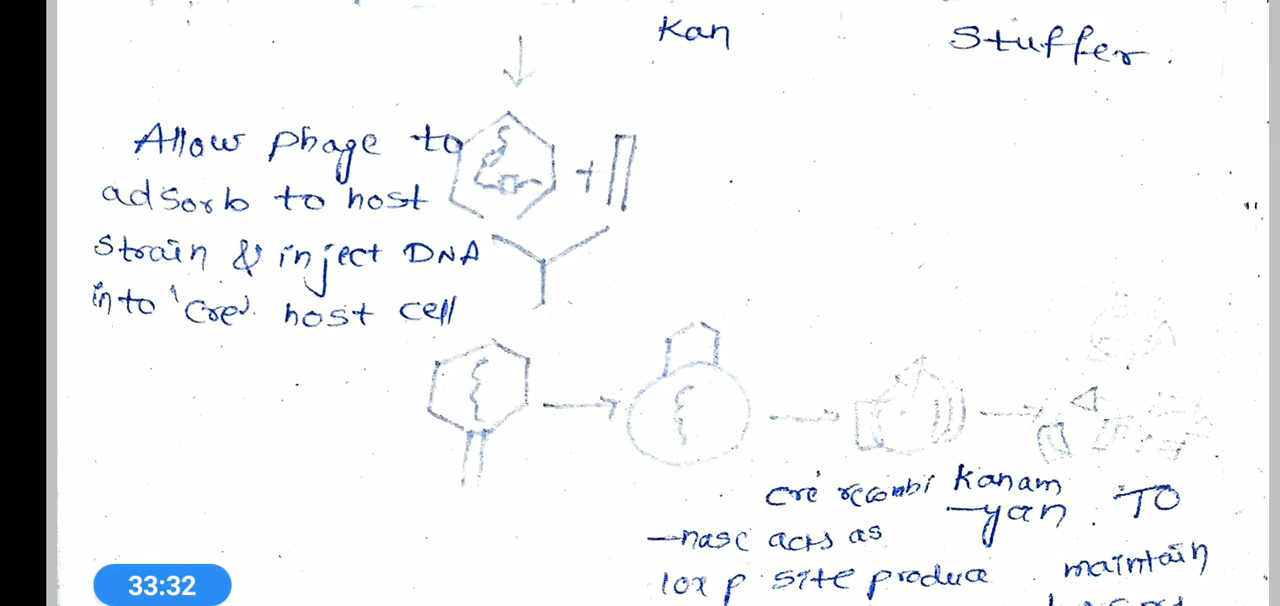 Kan
Stuffer.
Allow phage to
adsorb to host
strain & inject DNA
into 'cre'. host cell
cre recombi
-nase acts as
lox p site produce
Kanam
-yan. TO
maintain
33:32